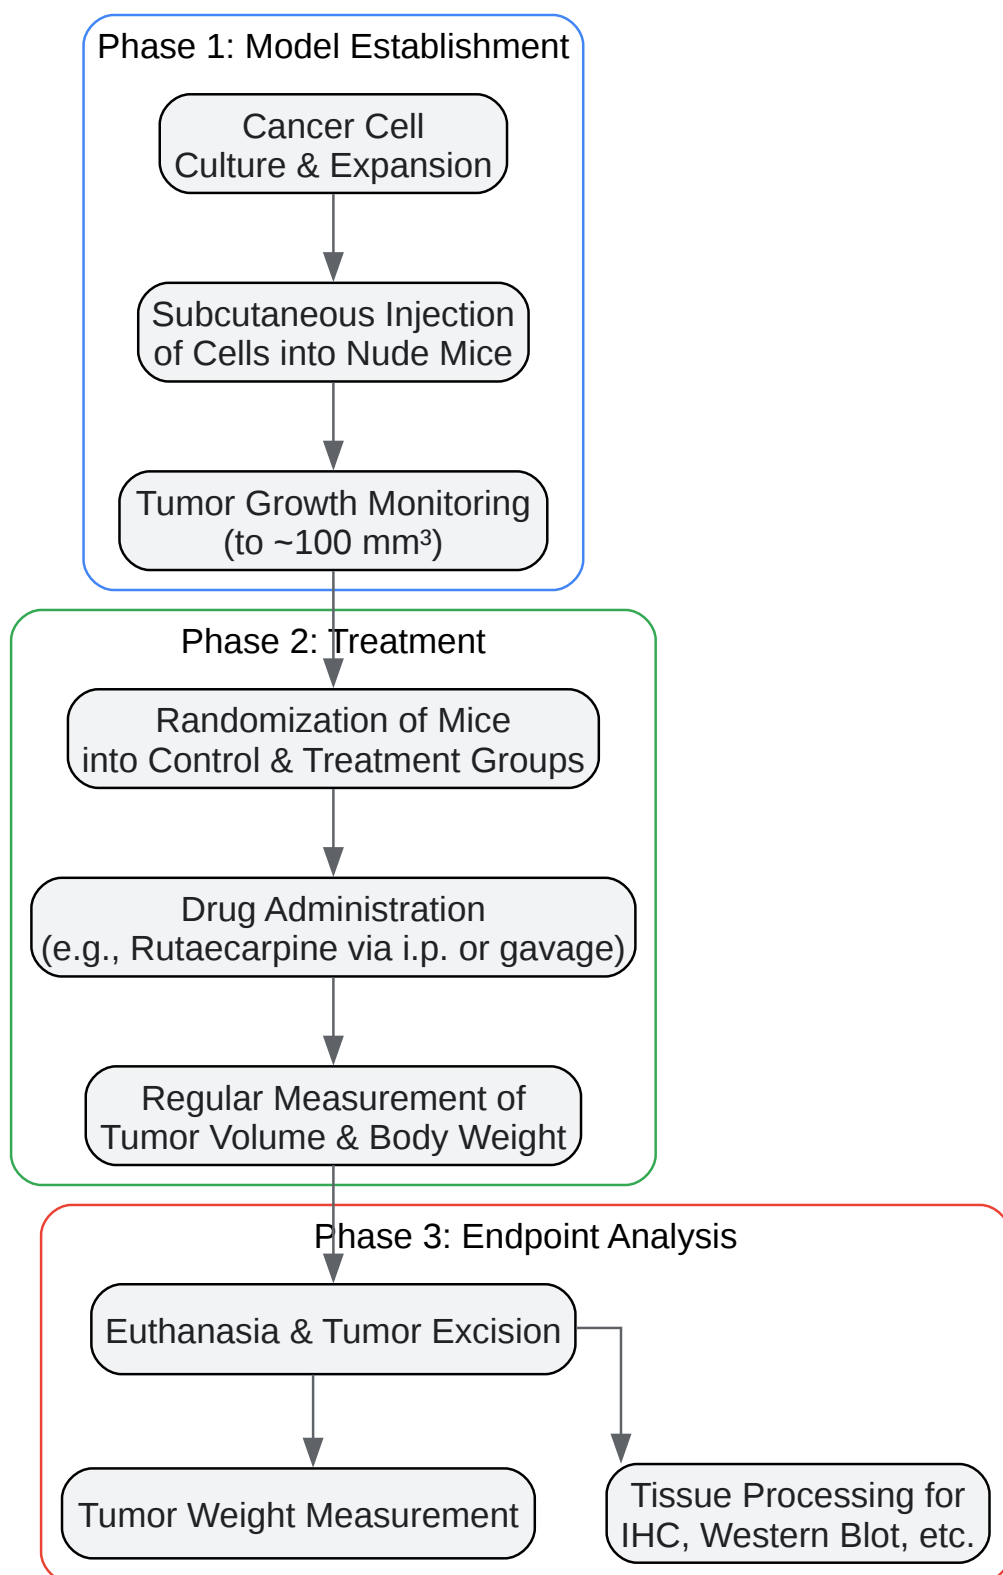 Phase 1: Model Establishment
Cancer Cell
Culture & Expansion
Subcutaneous Injection
of Cells into Nude Mice
Tumor Growth Monitoring
(to ~100 mm³)
Phase 2: Treatment
Randomization of Mice
into Control & Treatment Groups
Drug Administration
(e.g., Rutaecarpine via i.p. or gavage)
Regular Measurement of
Tumor Volume & Body Weight
Phase 3: Endpoint Analysis
Euthanasia & Tumor Excision
Tumor Weight Measurement
Tissue Processing for
IHC, Western Blot, etc.